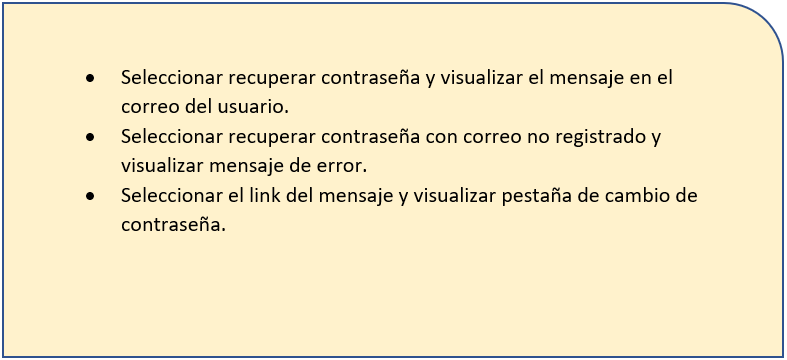 • Seleccionar recuperar contraseña y visualizar el mensaje en el
correo del usuario.
• Seleccionar recuperar contraseña con correo no registrado y
visualizar mensaje de error.
• Seleccionar el link del mensaje y visualizar pestaña de cambio de
contraseña.